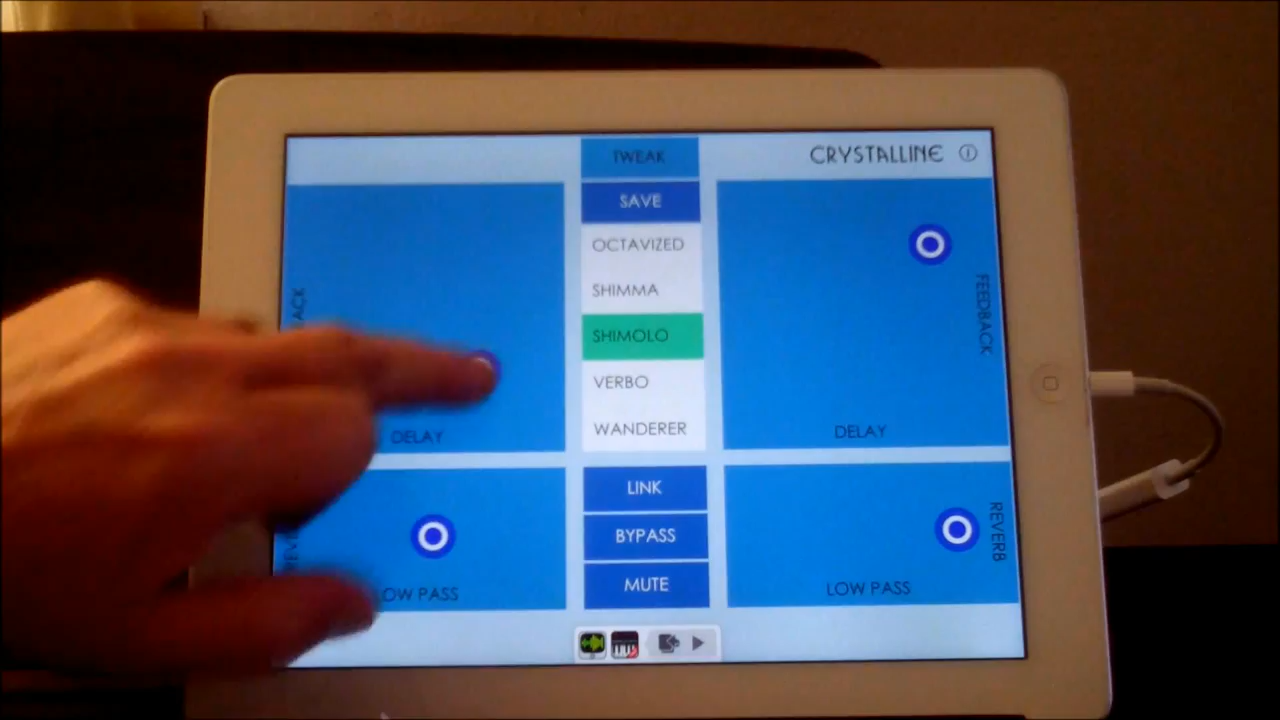 TWEAK
CRYSTALLINE
SAVE
OCTAVIZED
SHIMMA
SHIMOLO
VERBO
WANDERER
DELAY
FEEDBACK
DELAY
LINK
BYPASS
MUTE
LOW PASS
REVERB
LOW PASS